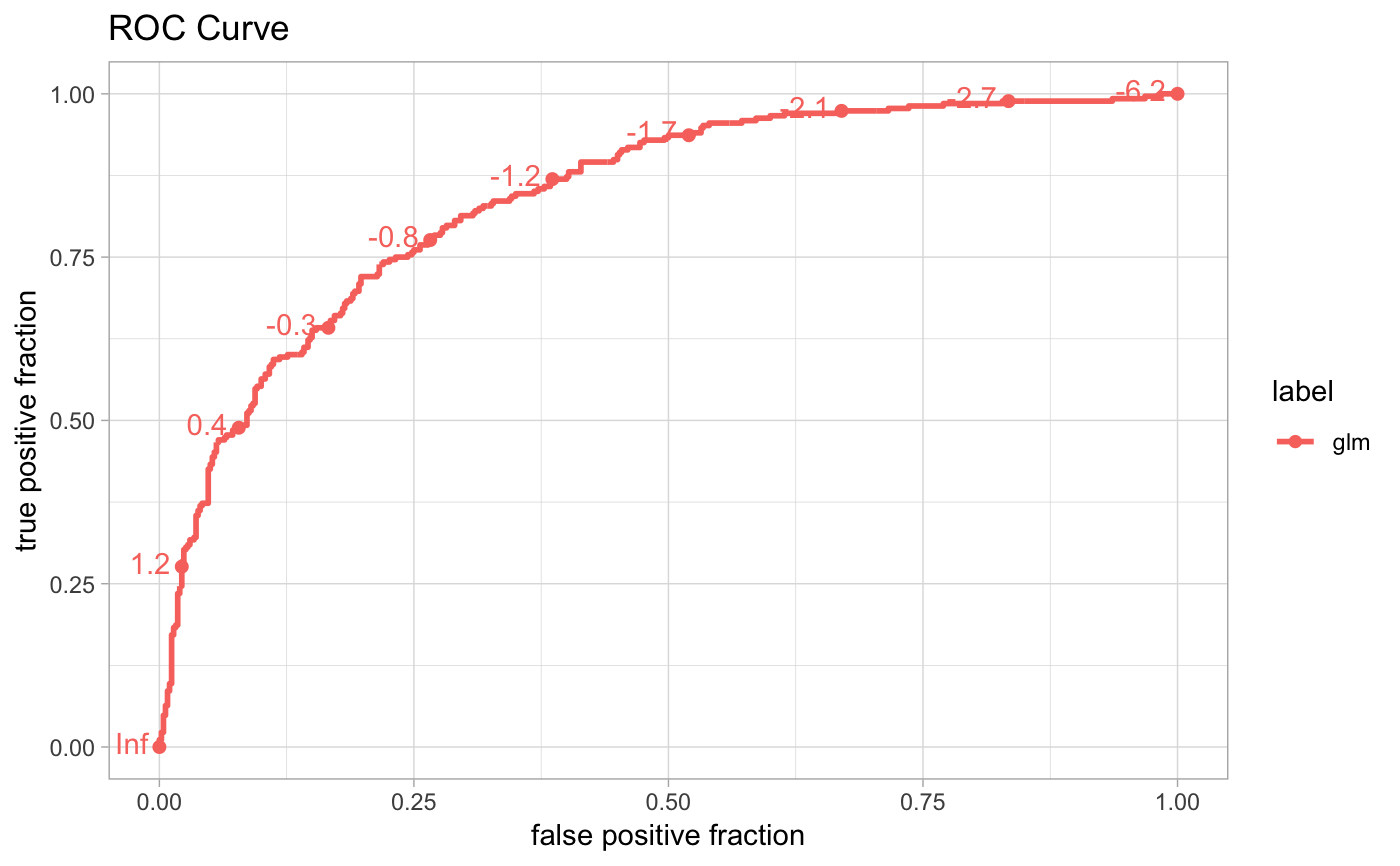 ROC Curve
1.00
0.75
0.50
0.25
0.00
true positive fraction
-6.2
-2.7
-2.1
-1.7
-1.2
-0.8
-0.3
0.4
1.2
Inf
0.00 0.25 0.50 0.75 1.00
false positive fraction
label
glm